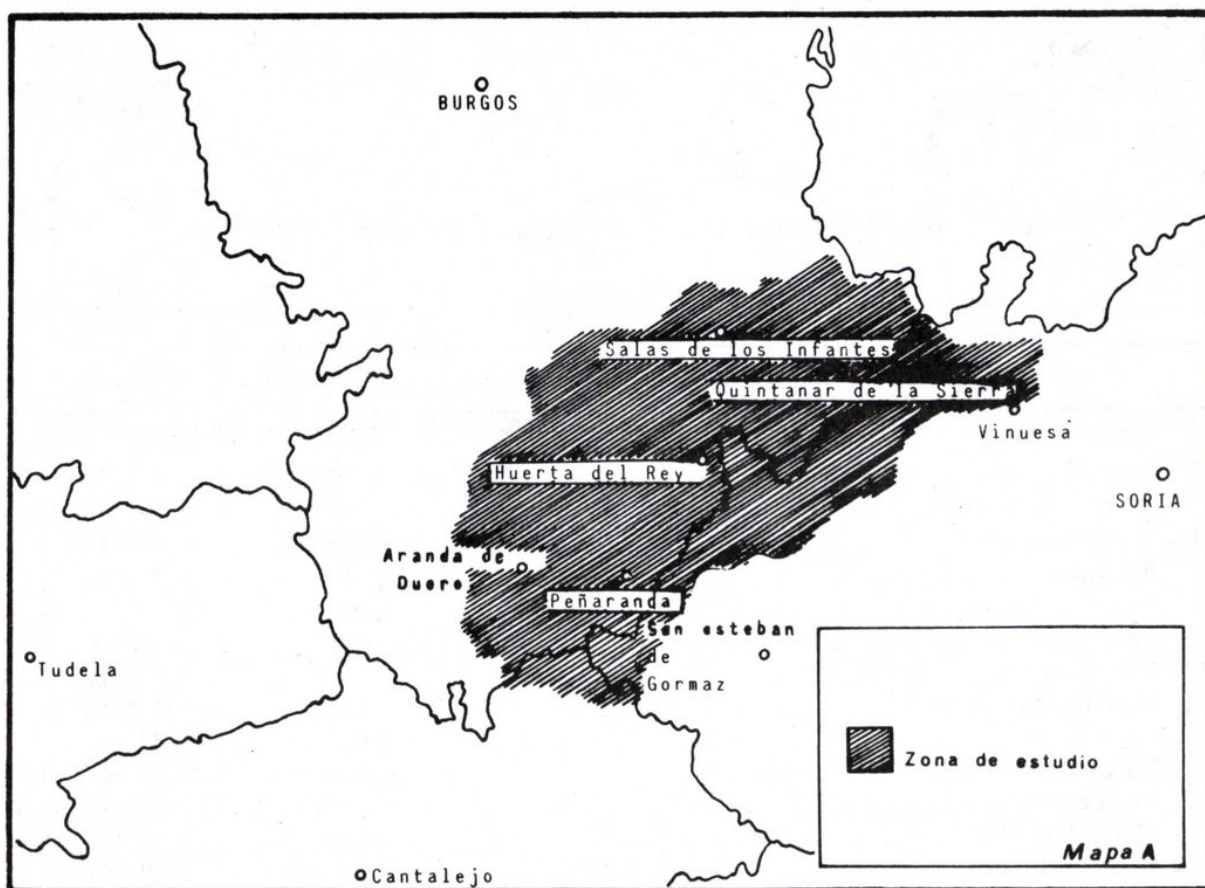 BURGOS
Salas de los Infantes
Quintanar de la Sierra
Vinuesa
Huerta del Rey
SORIA
Aranda de
Duero
Peñaranda
San esteban
de
Gormaz
Tudela
Zona de estudio
Mapa A
Cantalejo